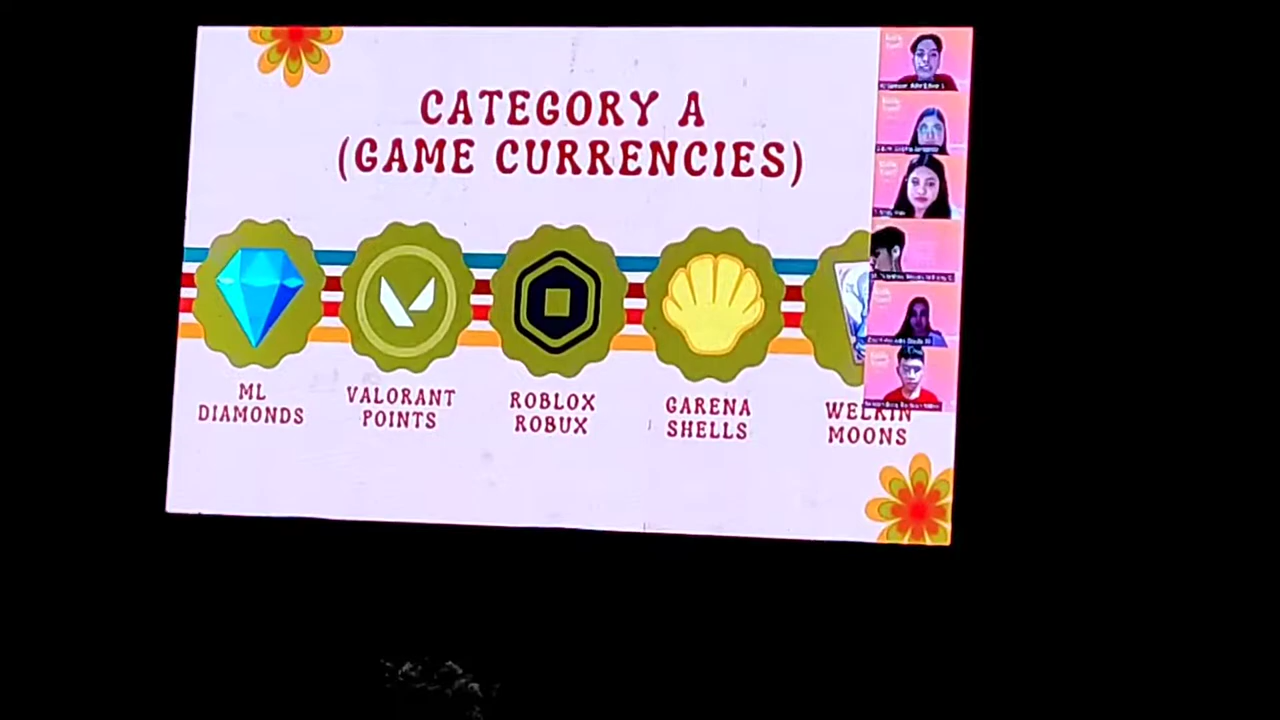 CATEGORY A
(GAME CURRENCIES)
ML
DIAMONDS
VALORANT
POINTS
ROBLOX
ROBUX
GARENA
SHELLS
WELKIN
MOONS